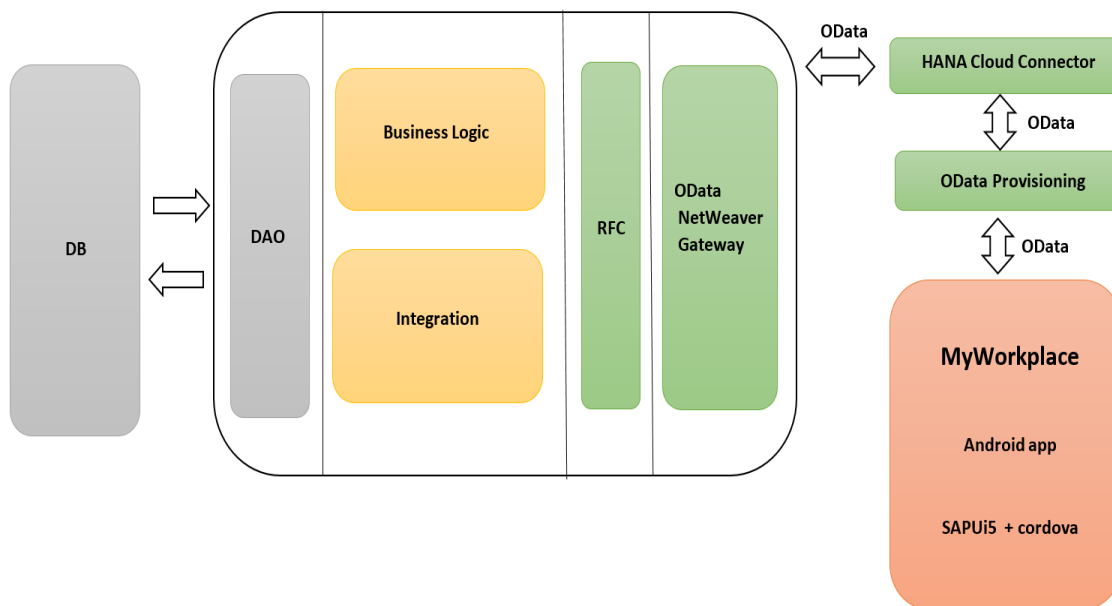 DB
DAO
Business Logic
Integration
RFC
OData
NetWeaver
Gateway
OData
HANA Cloud Connector
OData
OData Provisioning
OData
MyWorkplace
Android app
SAPUi5 + cordova